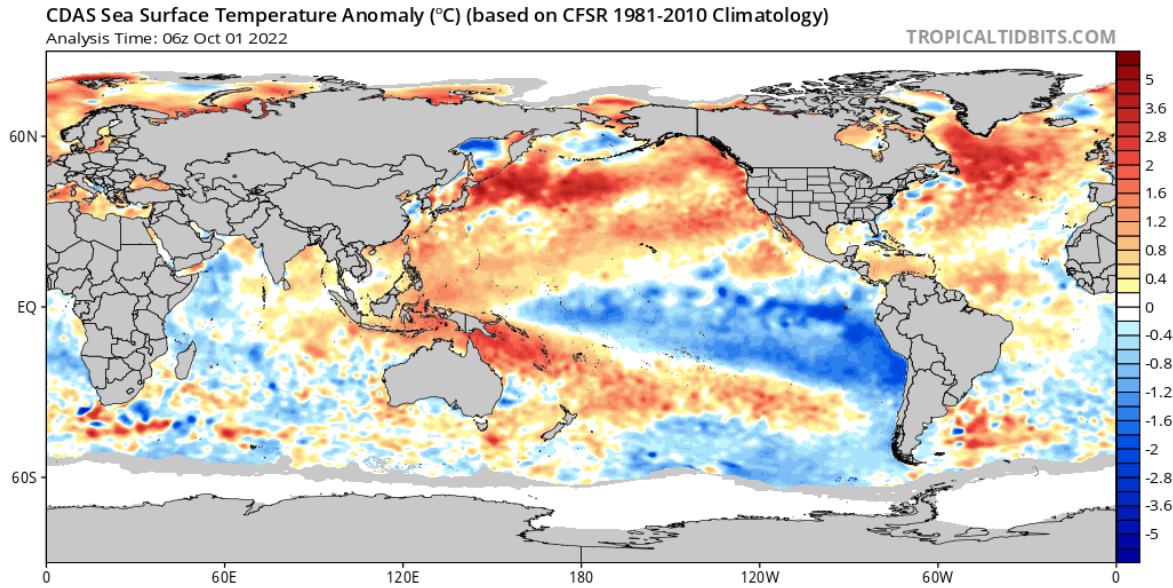 CDAS Sea Surface Temperature Anomaly (°C) (based on CFSR 1981-2010 Climatology)
Analysis Time: 06z Oct 01 2022
TROPICALTIDBITS.COM
60N
EQ
60S
0
60E
120E
180
120W
60W
0
5
3.6
2.8
2
1.6
1.2
0.8
0.4
0
-0.4
-0.8
-1.2
-1.6
-2
-2.8
-3.6
-5